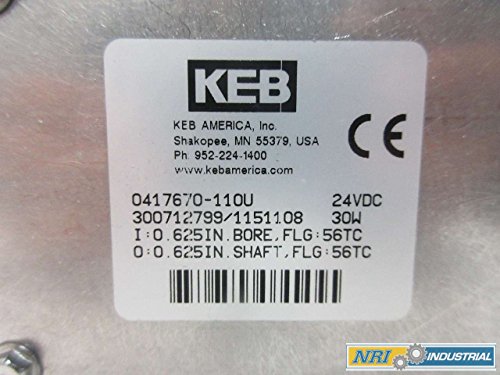 KEB
KEB AMERICA, Inc.
Shakopee, MN 55379, USA
Ph: 952-224-1400
www.kebamerica.com
CE
0417670-110U 24VDC
300712799/1151108 30W
I:0.625IN.BORE,FLG:56TC
O:0.625IN.SHAFT,FLG:56TC
NRI INDUSTRIAL